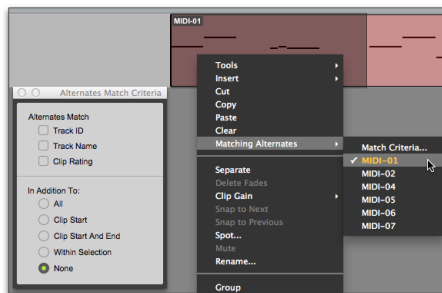 MIDI-01
Alternates Match Criteria
Alternates Match
Track ID
Track Name
Clip Rating
In Addition To:
All
Clip Start
Clip Start And End
Within Selection
None
Tools
Insert
Cut
Copy
Paste
Clear
Matching Alternates
Separate
Delete Fades
Clip Gain
Snap to Next
Snap to Previous
Spot...
Mute
Rename...
Group
Match Criteria...
MIDI-01
MIDI-02
MIDI-04
MIDI-05
MIDI-06
MIDI-07